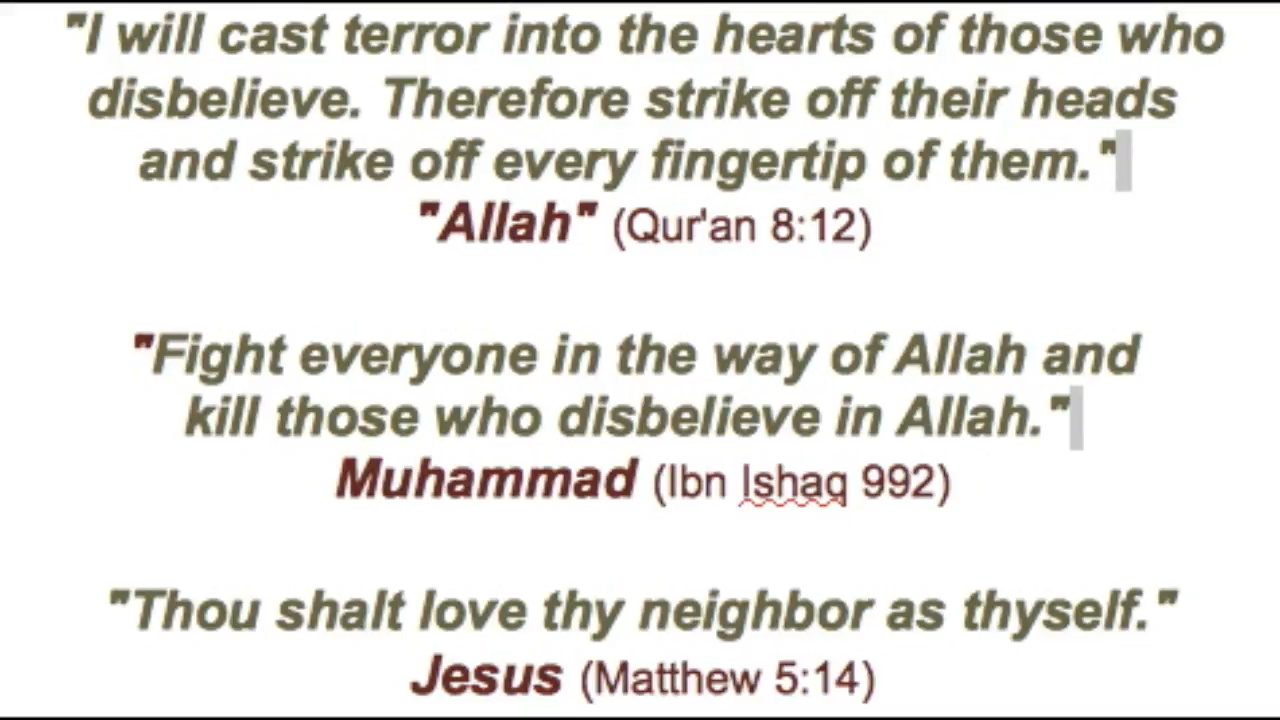 "I will cast terror into the hearts of those who
disbelieve. Therefore strike off their heads
and strike off every fingertip of them."
"Allah" (Qur'an 8:12)
"Fight everyone in the way of Allah and
kill those who disbelieve in Allah."
Muhammad (Ibn Ishaq 992)
"Thou shalt love thy neighbor as thyself."
Jesus (Matthew 5:14)